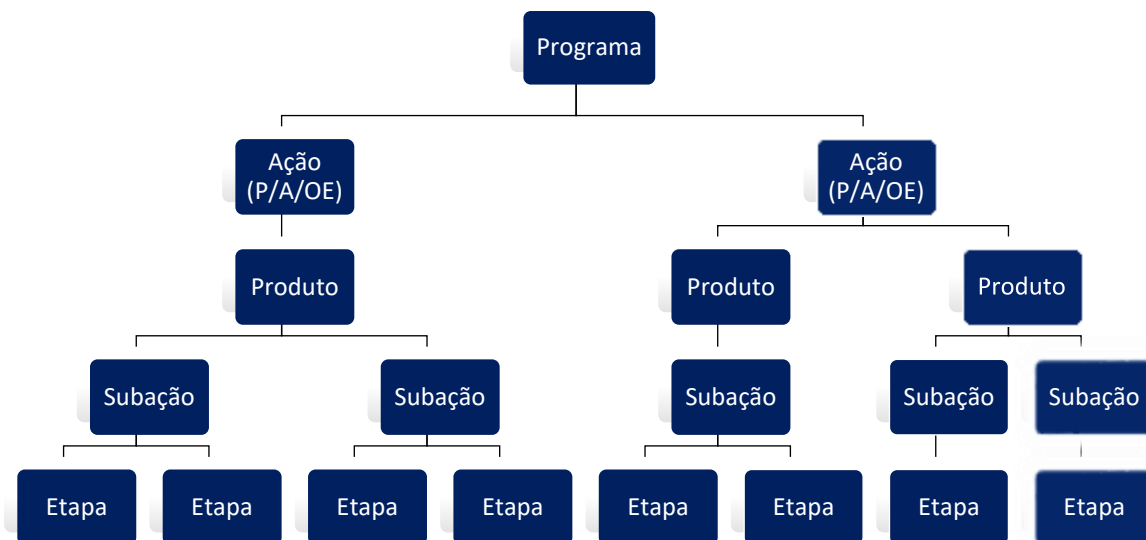 Programa
Ação
(P/A/OE)
Ação
(P/A/OE)
Produto
Produto
Produto
Subação
Subação
Subação
Subação
Subação
Etapa
Etapa
Etapa
Etapa
Etapa
Etapa
Etapa
Etapa